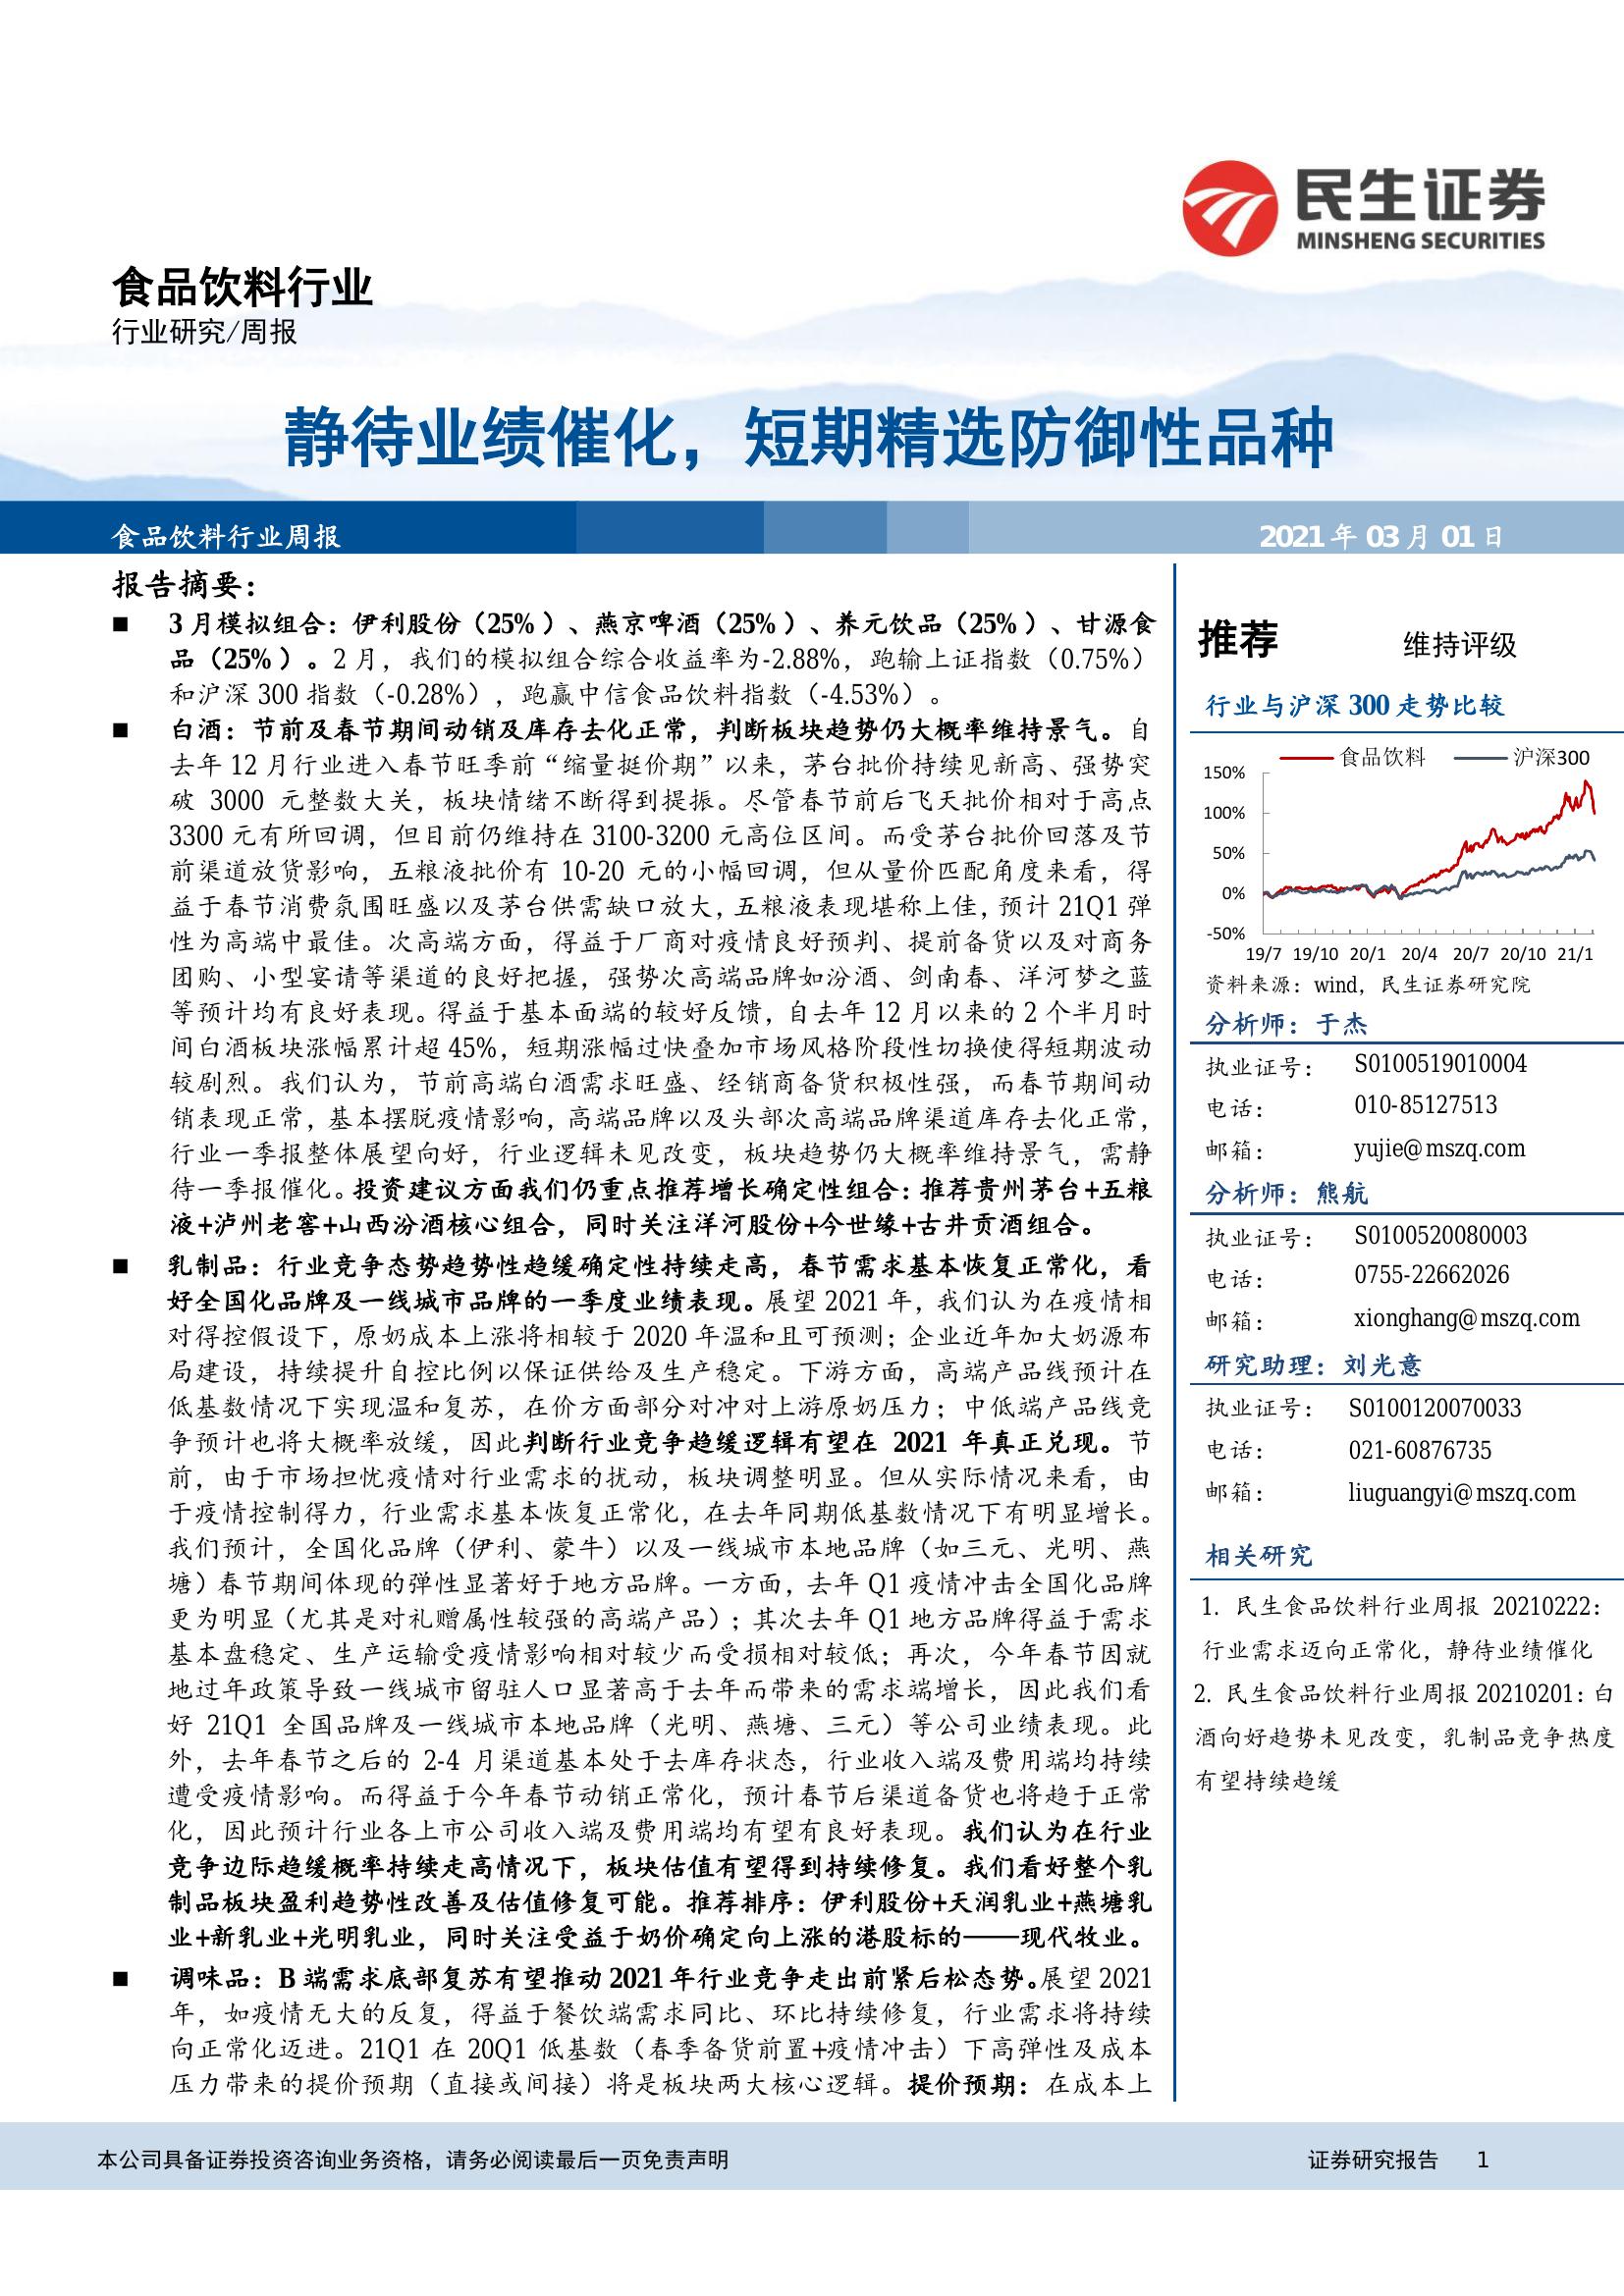 民生证券
MINSHENG SECURITIES
食品饮料行业
行业研究/周报
静待业绩催化，短期精选防御性品种
食品饮料行业周报
2021 年 03 月 01 日
报告摘要：
■ 3 月模拟组合：伊利股份（25%）、燕京啤酒（25%）、养元饮品（25%）、甘源食
品（25%）。2 月，我们的模拟组合综合收益率为-2.88%，跑输上证指数（0.75%）
和沪深 300 指数（-0.28%），跑赢中信食品饮料指数（-4.53%）。
■ 白酒：节前及春节期间动销及库存去化正常，判断板块趋势仍大概率维持景气。自
去年 12 月行业进入春节旺季前“缩量挺价期”以来，茅台批价持续见新高、强势突
破 3000 元整数大关，板块情绪不断得到提振。尽管春节前后飞天批价相对于高点
3300 元有所回调，但目前仍维持在 3100-3200 元高位区间。而受茅台批价回落及节
前渠道放货影响，五粮液批价有 10-20 元的小幅回调，但从量价匹配角度来看，得
益于春节消费氛围旺盛以及茅台供需缺口放大，五粮液表现堪称上佳，预计 21Q1 弹
性为高端中最佳。次高端方面，得益于厂商对疫情良好预判、提前备货以及对商务
团购、小型宴请等渠道的良好把握，强势次高端品牌如汾酒、剑南春、洋河梦之蓝
等预计均有良好表现。得益于基本面端的较好反馈，自去年 12 月以来的 2 个半月时
间白酒板块涨幅累计超 45%，短期涨幅过快叠加市场风格阶段性切换使得短期波动
较剧烈。我们认为，节前高端白酒需求旺盛、经销商备货积极性强，而春节期间动
销表现正常，基本摆脱疫情影响，高端品牌以及头部次高端品牌渠道库存去化正常，
行业一季报整体展望向好，行业逻辑未见改变，板块趋势仍大概率维持景气，需静
待一季报催化。投资建议方面我们仍重点推荐增长确定性组合：推荐贵州茅台+五粮
液+泸州老窖+山西汾酒核心组合，同时关注洋河股份+今世缘+古井贡酒组合。
■ 乳制品：行业竞争态势趋势性趋缓确定性持续走高，春节需求基本恢复正常化，看
好全国化品牌及一线城市品牌的一季度业绩表现。展望 2021 年，我们认为在疫情相
对得控假设下，原奶成本上涨将相较于 2020 年温和且可预测；企业近年加大奶源布
局建设，持续提升自控比例以保证供给及生产稳定。下游方面，高端产品线预计在
低基数情况下实现温和复苏，在价方面部分对冲对上游原奶压力；中低端产品线竞
争预计也将大概率放缓，因此判断行业竞争趋缓逻辑有望在 2021 年真正兑现。节
前，由于市场担忧疫情对行业需求的扰动，板块调整明显。但从实际情况来看，由
于疫情控制得力，行业需求基本恢复正常化，在去年同期低基数情况下有明显增长。
我们预计，全国化品牌（伊利、蒙牛）以及一线城市本地品牌（如三元、光明、燕
塘）春节期间体现的弹性显著好于地方品牌。一方面，去年 Q1 疫情冲击全国化品牌
更为明显（尤其是对礼赠属性较强的高端产品）；其次去年 Q1 地方品牌得益于需求
基本盘稳定、生产运输受疫情影响相对较少而受损相对较低；再次，今年春节因就
地过年政策导致一线城市留驻人口显著高于去年而带来的需求端增长，因此我们看
好 21Q1 全国品牌及一线城市本地品牌（光明、燕塘、三元）等公司业绩表现。此
外，去年春节之后的 2-4 月渠道基本处于去库存状态，行业收入端及费用端均持续
遭受疫情影响。而得益于今年春节动销正常化，预计春节后渠道备货也将趋于正常
化，因此预计行业各上市公司收入端及费用端均有望有良好表现。我们认为在行业
竞争边际趋缓概率持续走高情况下，板块估值有望得到持续修复。我们看好整个乳
制品板块盈利趋势性改善及估值修复可能。推荐排序：伊利股份+天润乳业+燕塘乳
业+新乳业+光明乳业，同时关注受益于奶价确定向上涨的港股标的——现代牧业。
■ 调味品：B 端需求底部复苏有望推动 2021 年行业竞争走出前紧后松态势。展望 2021
年，如疫情无大的反复，得益于餐饮端需求同比、环比持续修复，行业需求将持续
向正常化迈进。21Q1 在 20Q1 低基数（春季备货前置+疫情冲击）下高弹性及成本
压力带来的提价预期（直接或间接）将是板块两大核心逻辑。提价预期：在成本上
推荐 维持评级
行业与沪深 300 走势比较
食品饮料 沪深300
150%
100%
50%
0%
-50%
19/7 19/10 20/1 20/4 20/7 20/10 21/1
资料来源：wind，民生证券研究院
分析师：于杰
执业证号： S0100519010004
电话： 010-85127513
邮箱： yujie@mszq.com
分析师：熊航
执业证号： S0100520080003
电话： 0755-22662026
邮箱： xionghang@mszq.com
研究助理：刘光意
执业证号： S0100120070033
电话： 021-60876735
邮箱： liuguangyi@mszq.com
相关研究
1. 民生食品饮料行业周报 20210222：
行业需求迈向正常化，静待业绩催化
2. 民生食品饮料行业周报 20210201：白
酒向好趋势未见改变，乳制品竞争热度
有望持续趋缓
本公司具备证券投资咨询业务资格，请务必阅读最后一页免责声明
证券研究报告 1